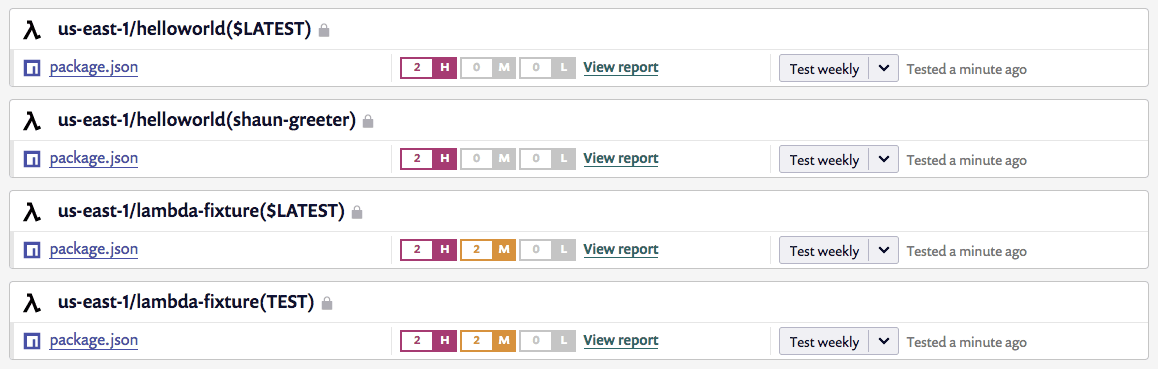 λ us-east-1/helloworld($LATEST)
package.json 2 H 0 M 0 L View report Test weekly Tested a minute ago
λ us-east-1/helloworld(shaun-greeter)
package.json 2 H 0 M 0 L View report Test weekly Tested a minute ago
λ us-east-1/lambda-fixture($LATEST)
package.json 2 H 2 M 0 L View report Test weekly Tested a minute ago
λ us-east-1/lambda-fixture(TEST)
package.json 2 H 2 M 0 L View report Test weekly Tested a minute ago